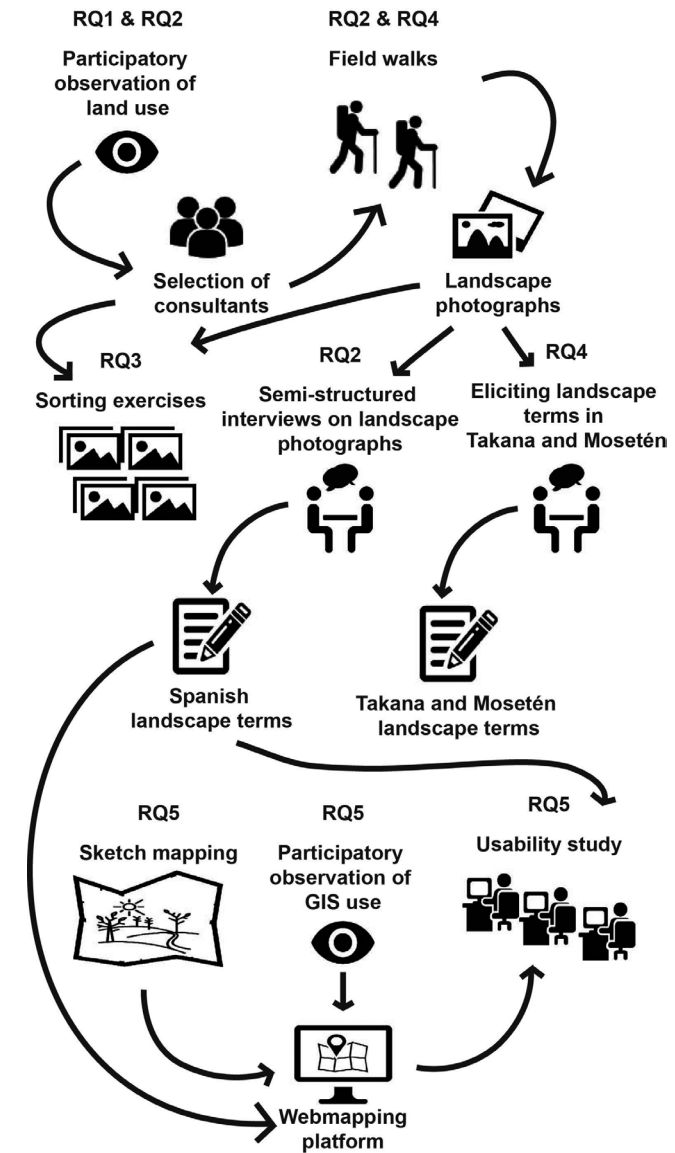 RQ1 & RQ2
Participatory
observation of
land use
RQ2 & RQ4
Field walks
Selection of
consultants
Landscape
photographs
RQ3
Sorting exercises
RQ2
Semi-structured
interviews on landscape
photographs
RQ4
Eliciting landscape
terms in
Takana and Mosetén
Spanish
landscape terms
Takana and Mosetén
landscape terms
RQ5
Sketch mapping
RQ5
Participatory
observation of
GIS use
RQ5
Usability study
Webmapping
platform